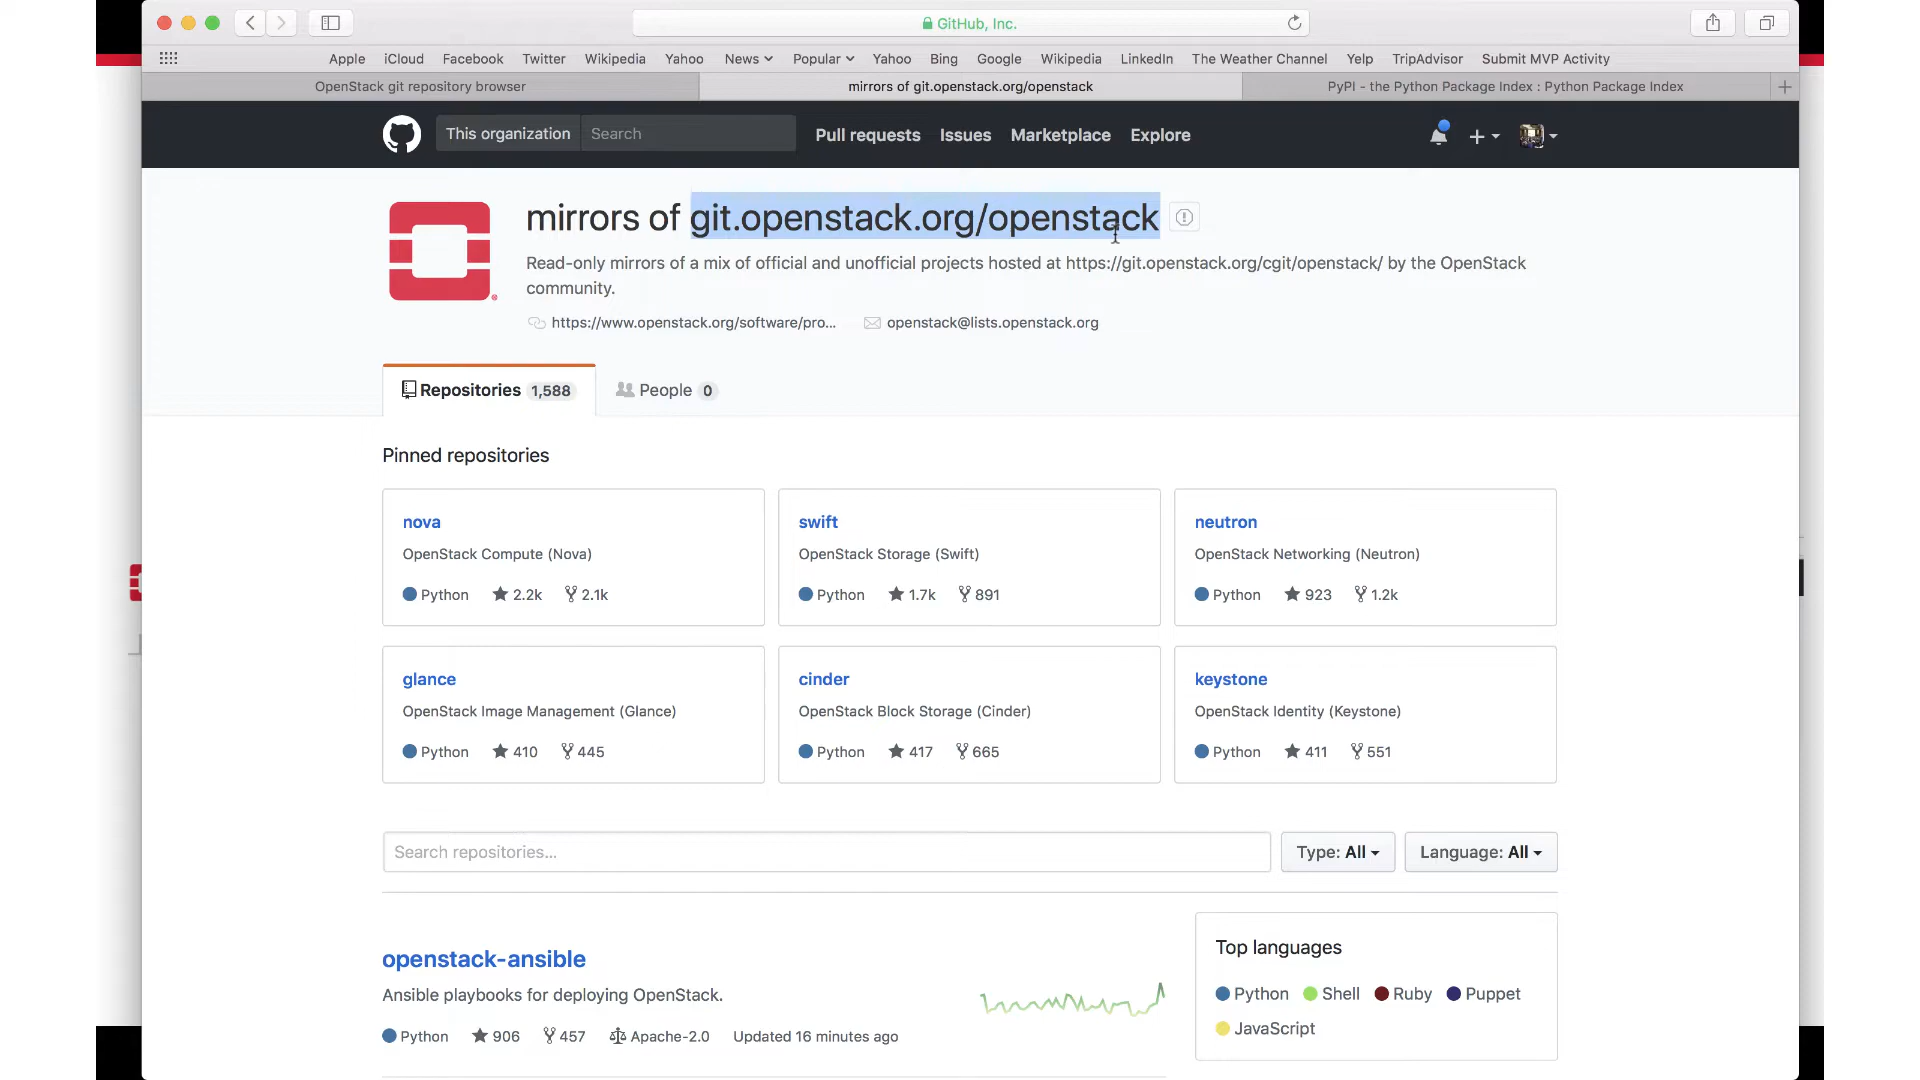 GitHub, Inc.
Apple iCloud Facebook Twitter Wikipedia Yahoo News Popular Yahoo Bing Google Wikipedia LinkedIn The Weather Channel Yelp TripAdvisor Submit MVP Activity
OpenStack git repository browser mirrors of git.openstack.org/openstack PyPI - the Python Package Index : Python Package Index
This organization Search Pull requests Issues Marketplace Explore
mirrors of git.openstack.org/openstack
Read-only mirrors of a mix of official and unofficial projects hosted at https://git.openstack.org/cgit/openstack/ by the OpenStack
community.
https://www.openstack.org/software/pro... openstack@lists.openstack.org
Repositories 1,588 People 0
Pinned repositories
nova
OpenStack Compute (Nova)
Python 2.2k 2.1k
swift
OpenStack Storage (Swift)
Python 1.7k 891
neutron
OpenStack Networking (Neutron)
Python 923 1.2k
glance
OpenStack Image Management (Glance)
Python 410 445
cinder
OpenStack Block Storage (Cinder)
Python 417 665
keystone
OpenStack Identity (Keystone)
Python 411 551
Search repositories... Type: All Language: All
openstack-ansible
Ansible playbooks for deploying OpenStack.
Python 906 457 Apache-2.0 Updated 16 minutes ago
Top languages
Python Shell Ruby Puppet
JavaScript